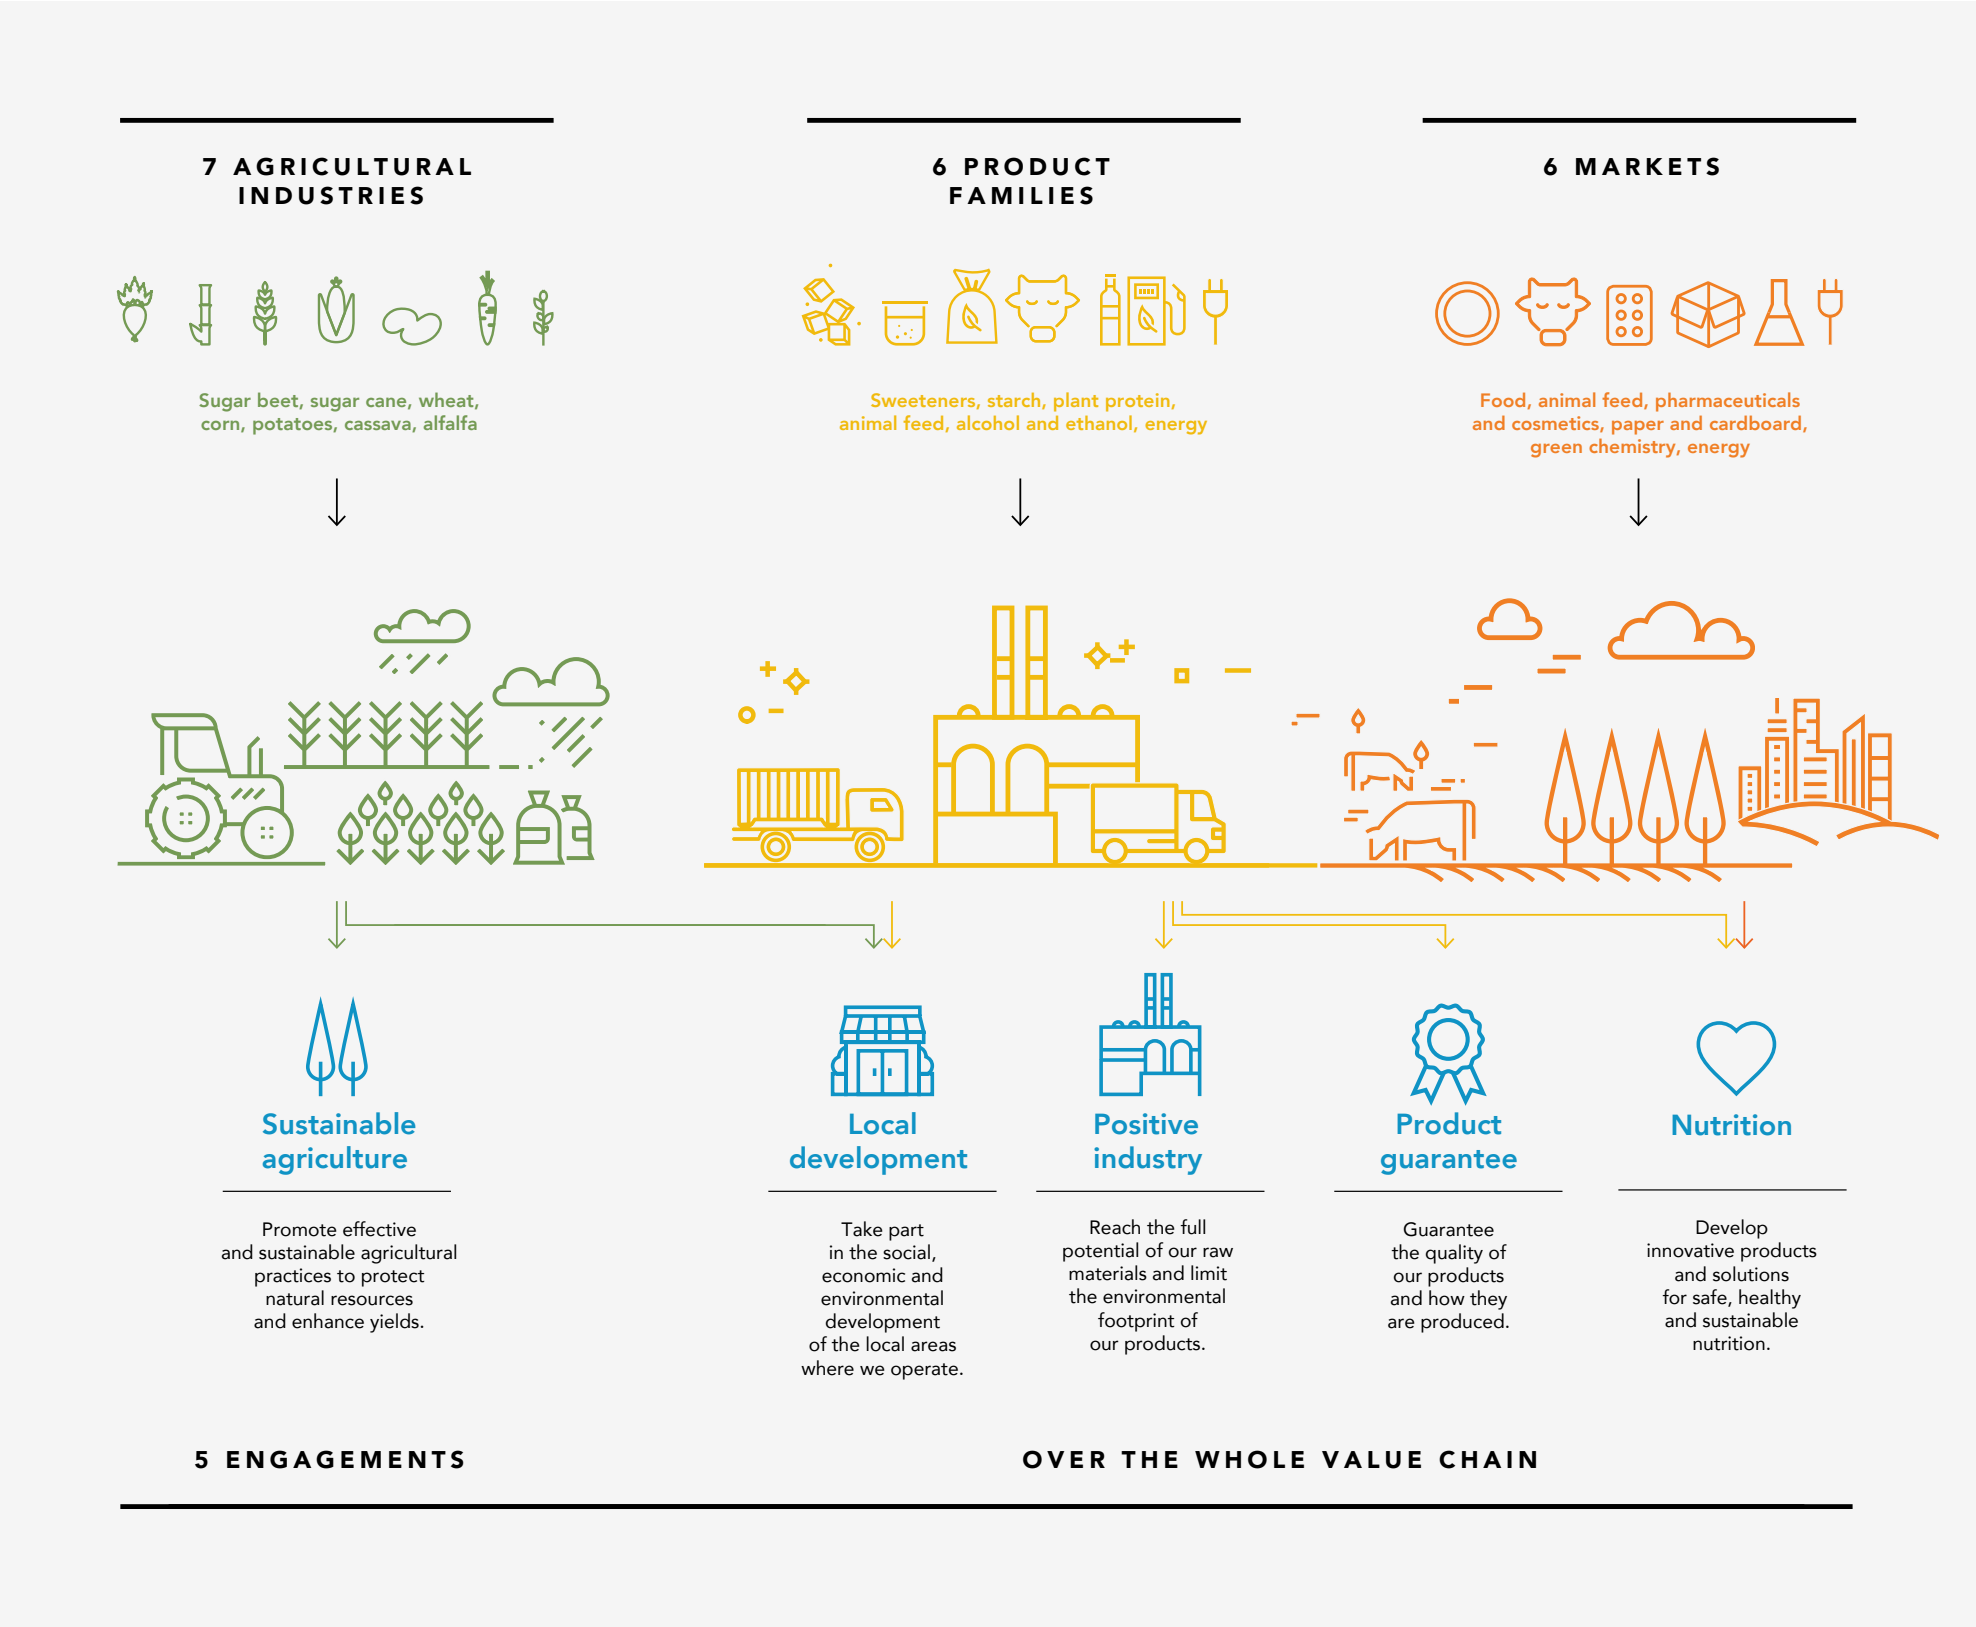 7 AGRICULTURAL
INDUSTRIES
Sugar beet, sugar cane, wheat,
corn, potatoes, cassava, alfalfa
6 PRODUCT
FAMILIES
Sweeteners, starch, plant protein,
animal feed, alcohol and ethanol, energy
6 MARKETS
Food, animal feed, pharmaceuticals
and cosmetics, paper and cardboard,
green chemistry, energy
Sustainable
agriculture
Promote effective
and sustainable agricultural
practices to protect
natural resources
and enhance yields.
Local
development
Take part
in the social,
economic and
environmental
development
of the local areas
where we operate.
Positive
industry
Reach the full
potential of our raw
materials and limit
the environmental
footprint of
our products.
Product
guarantee
Guarantee
the quality of
our products
and how they
are produced.
Nutrition
Develop
innovative products
and solutions
for safe, healthy
and sustainable
nutrition.
5 ENGAGEMENTS
OVER THE WHOLE VALUE CHAIN